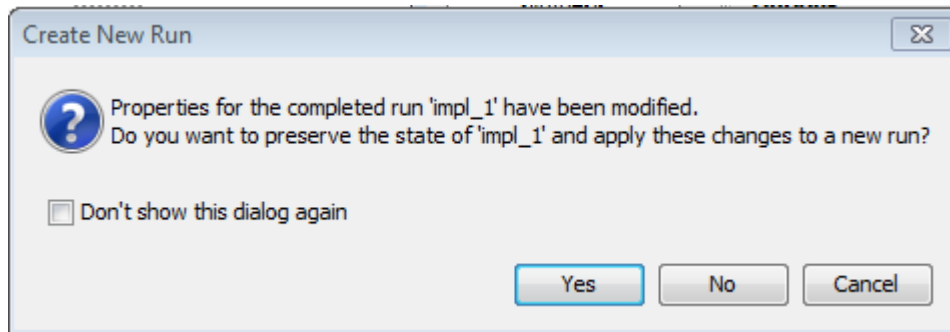 Create New Run
Properties for the completed run 'impl_1' have been modified.
Do you want to preserve the state of 'impl_1' and apply these changes to a new run?
Don't show this dialog again
Yes No Cancel